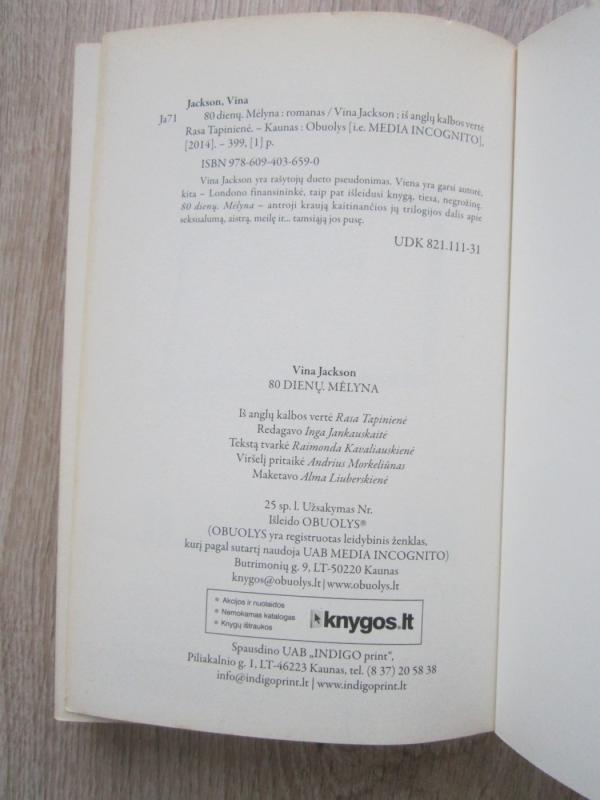 Jackson, Vina
Ja71 80 dienų. Mėlyna : romanas / Vina Jackson ; iš anglų kalbos vertė
Rasa Tapinienė. – Kaunas : Obuolys [i.e. MEDIA INCOGNITO],
[2014]. – 399, [1] p.
ISBN 978-609-403-659-0
Vina Jackson yra rašytojų dueto pseudonimas. Viena yra garsi autorė,
kita – Londono finansininkė, taip pat išleidusi knygą, tiesa, negrožinę.
80 dienų. Mėlyna – antroji kraują kaitinančios jų trilogijos dalis apie
seksualumą, aistrą, meilę ir... tamsiąją jos pusę.
UDK 821.111-31
Vina Jackson
80 DIENŲ. MĖLYNA
Iš anglų kalbos vertė Rasa Tapinienė
Redagavo Inga Jankauskaitė
Tekstą tvarkė Raimonda Kavaliauskienė
Viršelį pritaikė Andrius Morkeliūnas
Maketavo Alma Liuberskienė
25 sp. l. Užsakymas Nr.
Išleido OBUOLYS®
(OBUOLYS yra registruotas leidybinis ženklas,
kurį pagal sutartį naudoja UAB MEDIA INCOGNITO)
Butrimonių g. 9, LT-50220 Kaunas
knygos@obuolys.lt | www.obuolys.lt
• Akcijos ir nuolaidos
• Nemokamas katalogas
• Knygų ištraukos
knygos.lt
Spausdino UAB „INDIGO print“,
Piliakalnio g. 1, LT-46223 Kaunas, tel. (8 37) 20 58 38
info@indigoprint.lt | www.indigoprint.lt